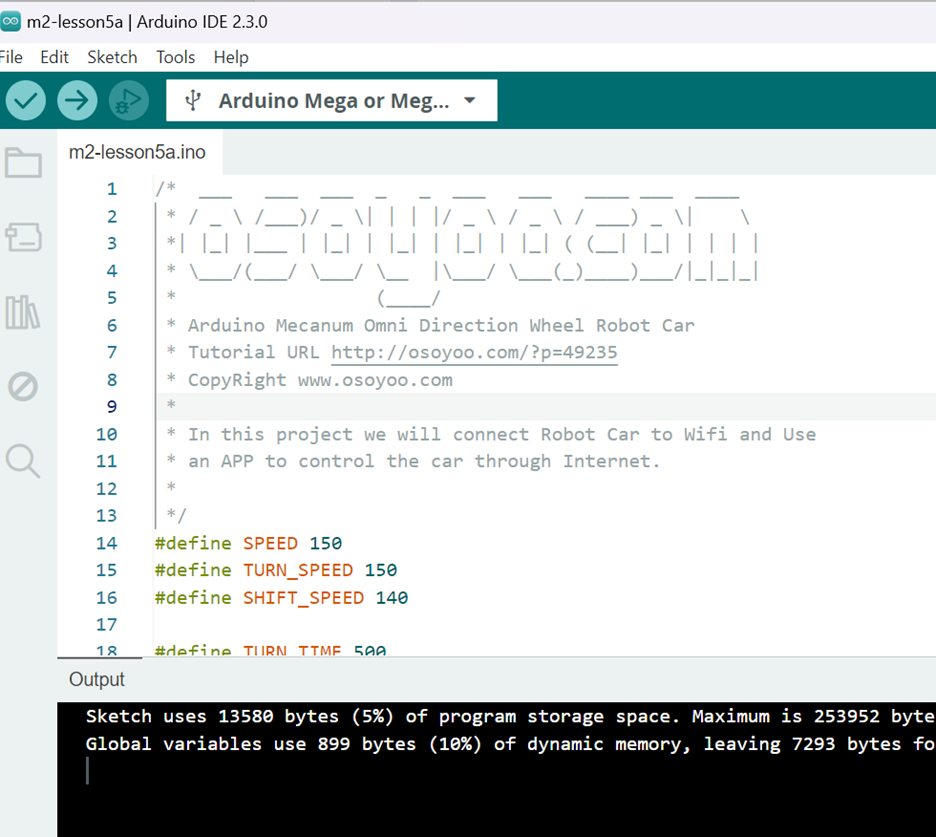 m2-lesson5a | Arduino IDE 2.3.0
File Edit Sketch Tools Help
Arduino Mega or Meg...
m2-lesson5a.ino
1 /*  ___   ___  ___  _   _  ___   ___   ____ ___  ____
2  * / _ \ /___)/ _ \| | | |/ _ \ / _ \ / ___) _ \|    \
3  *| |_| |___ | |_| | |_| | |_| | |_| ( (__| |_| | | | |
4  * \___/(___/ \___/ \__  |\___/ \___(_)____)___/|_|_|_|
5  *                  (____/
6  * Arduino Mecanum Omni Direction Wheel Robot Car
7  * Tutorial URL http://osoyoo.com/?p=49235
8  * CopyRight www.osoyoo.com
9  *
10  * In this project we will connect Robot Car to Wifi and Use
11  * an APP to control the car through Internet.
12  *
13  */
14 #define SPEED 150
15 #define TURN_SPEED 150
16 #define SHIFT_SPEED 140
17
18 #define TURN_TIME 500
Output
Sketch uses 13580 bytes (5%) of program storage space. Maximum is 253952 byte
Global variables use 899 bytes (10%) of dynamic memory, leaving 7293 bytes fo